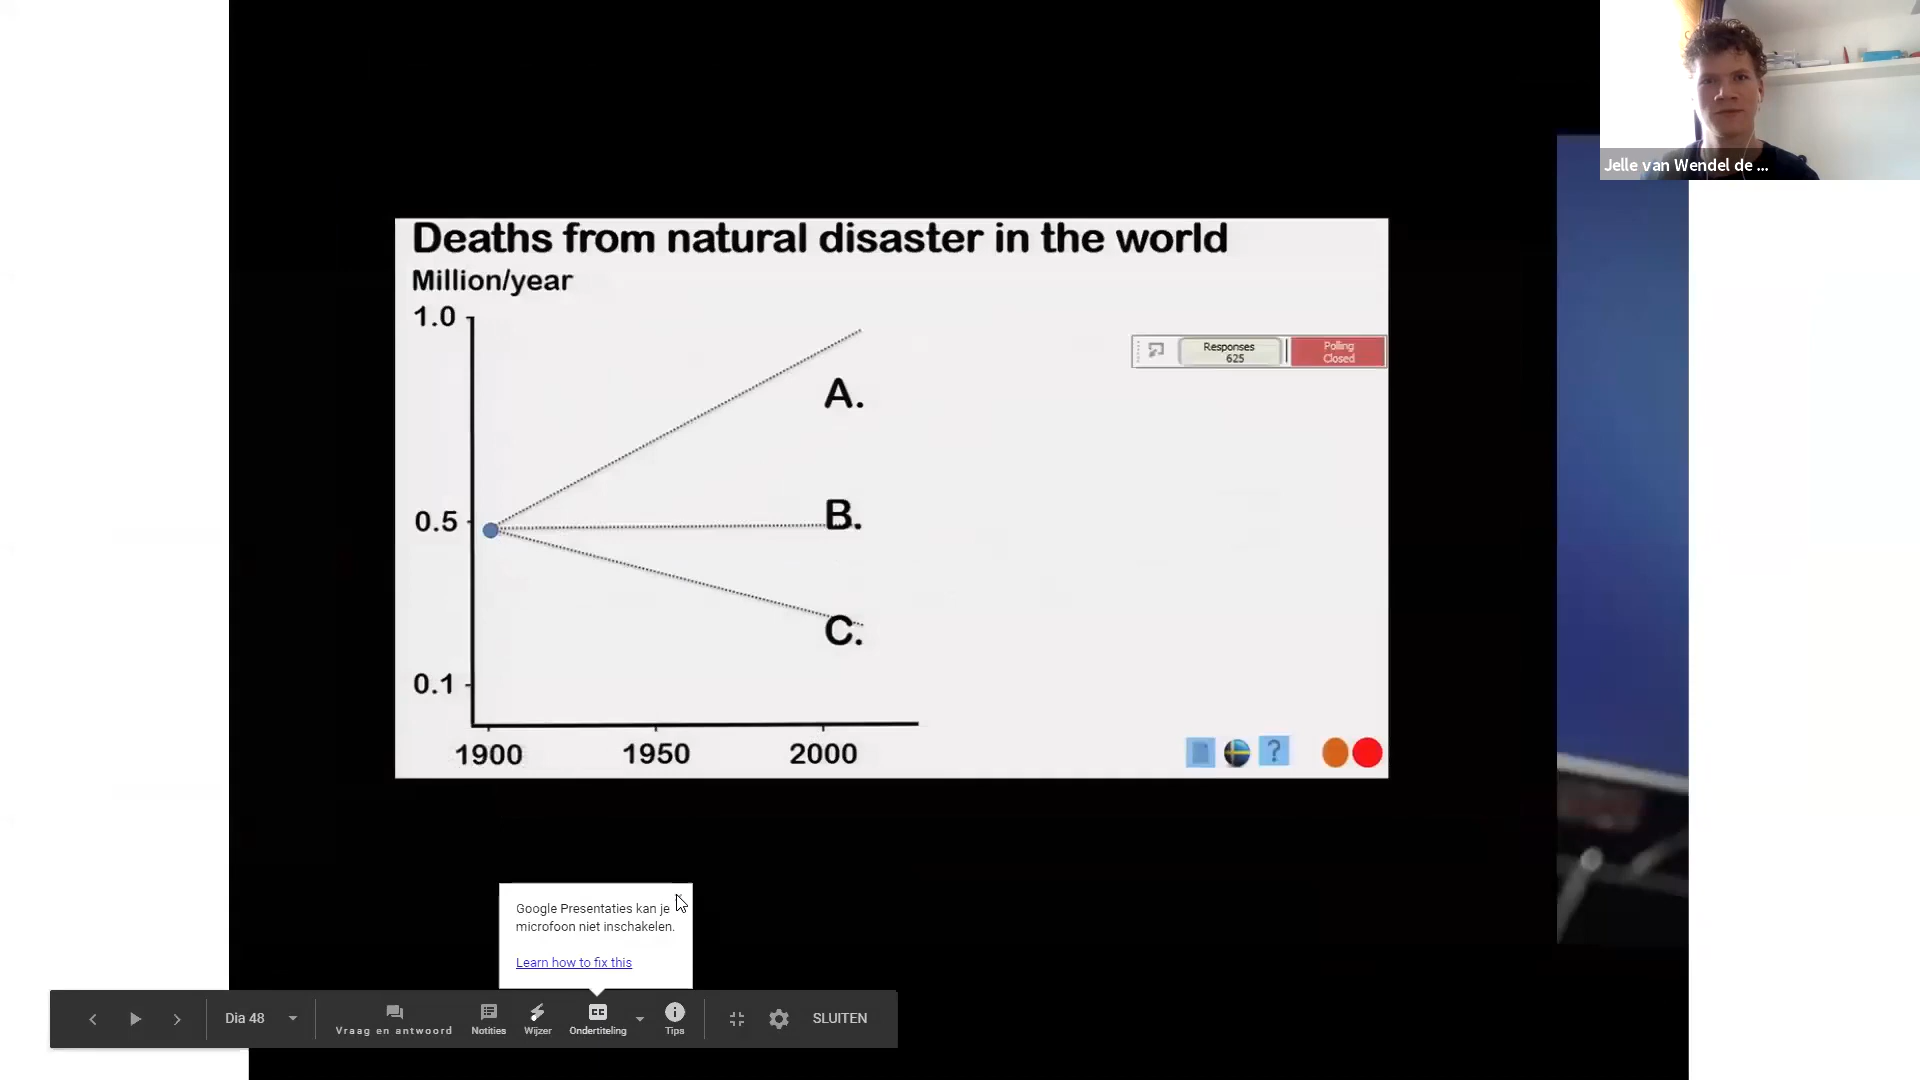 Jelle van Wendel de ...
Deaths from natural disaster in the world
Million/year
1.0
A.
Responses
625
Polling
Closed
0.5
B.
C.
0.1
1900
1950
2000
?
Google Presentaties kan je
microfoon niet inschakelen.
Learn how to fix this
Dia 48
Vraag en antwoord
Notities
Wijzer
CC
Ondertiteling
Tips
SLUITEN